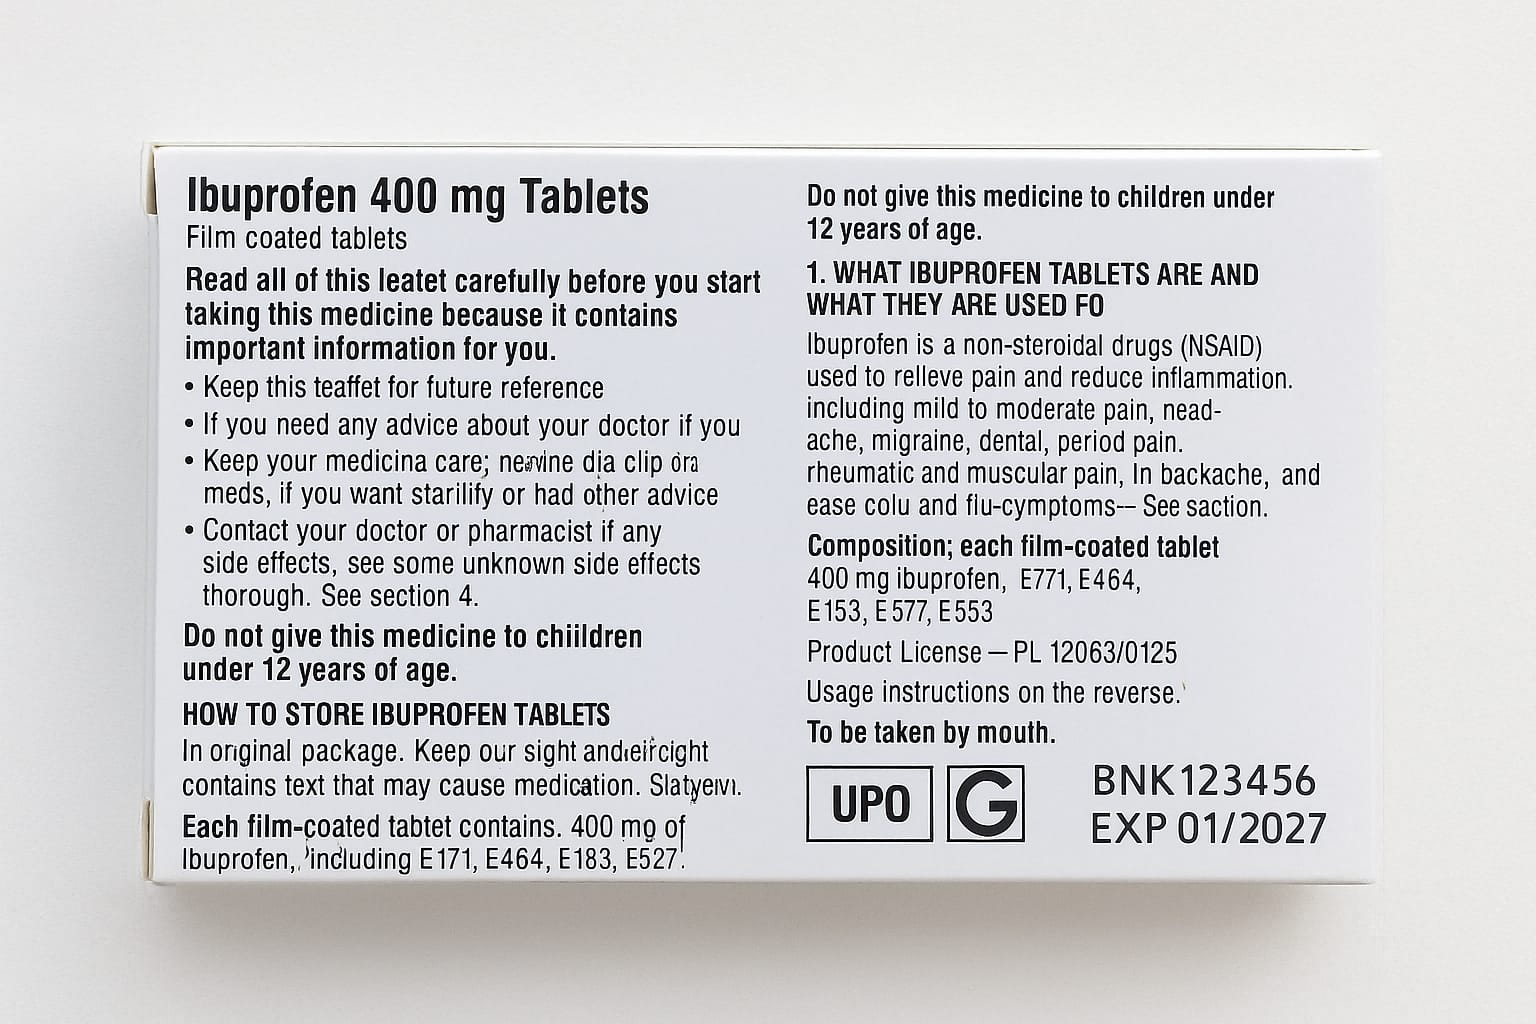 Ibuprofen 400 mg Tablets
Film coated tablets
Read all of this leatet carefully before you start
taking this medicine because it contains
important information for you.
• Keep this teaffet for future reference
• If you need any advice about your doctor if you
• Keep your medicina care; dia clip
meds, if you want starilify or had other advice
• Contact your doctor or pharmacist if any
side effects, see some unknown side effects
thorough. See section 4.
Do not give this medicine to chiildren
under 12 years of age.
HOW TO STORE IBUPROFEN TABLETS
In original package. Keep our sight
contains text that may cause medication.
Each film-coated tabtet contains. 400 mg of
Ibuprofen, including E171, E464, E183, E527.
Do not give this medicine to children under
12 years of age.
1. WHAT IBUPROFEN TABLETS ARE AND
WHAT THEY ARE USED FO
Ibuprofen is a non-steroidal drugs (NSAID)
used to relleve pain and reduce inflammation.
including mild to moderate pain, nead-
ache, migraine, dental, period pain.
rheumatic and muscular pain, In backache, and
ease colu and flu-cymptoms-- See saction.
Composition; each film-coated tablet
400 mg ibuprofen, E771, E464,
E153, E577, E553
Product License — PL 12063/0125
Usage instructions on the reverse.
To be taken by mouth.
UPO G
BNK123456
EXP 01/2027